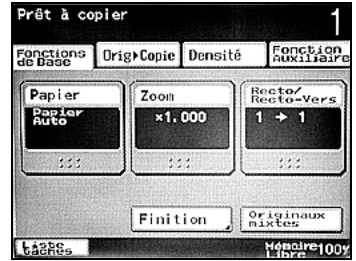 Prêt à copier 1
Fonctions de Base
Orig▸Copie
Densité
Fonction Auxiliaire
Papier
Papier Auto
Zoom
×1.000
Recto/
Recto-Vers
1 → 1
Finition
Originaux mixtes
Liste tâches
Mémoire Libre 100%